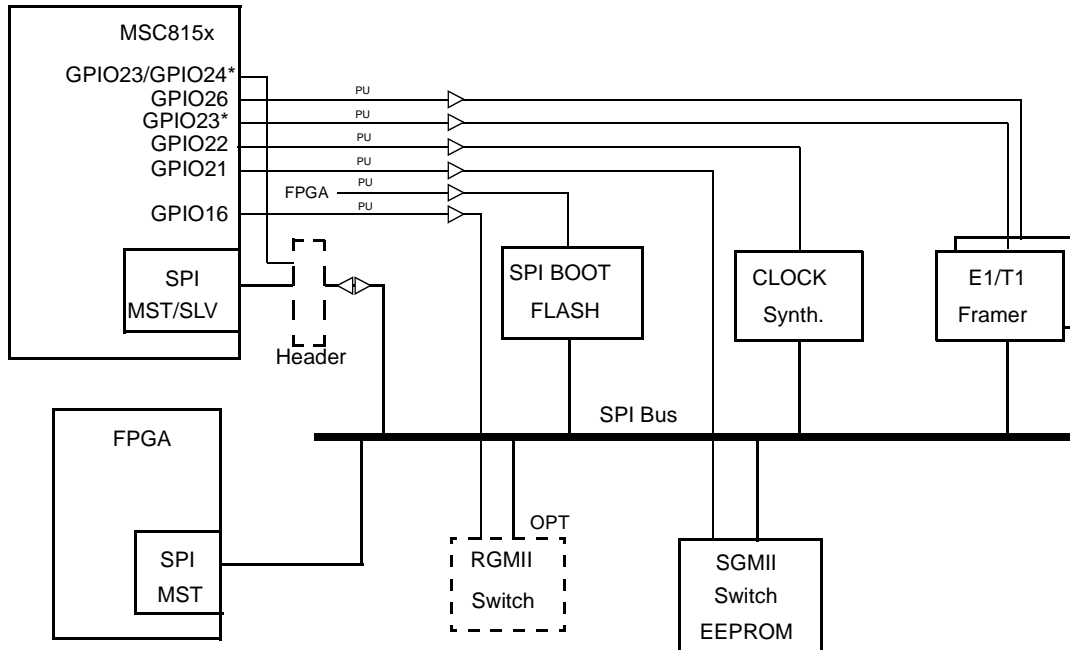 MSC815x
GPIO23/GPIO24*
GPIO26
PU
GPIO23*
PU
GPIO22
PU
GPIO21
PU
FPGA
PU
GPIO16
PU
SPI
MST/SLV
Header
SPI BOOT
FLASH
CLOCK
Synth.
E1/T1
Framer
SPI Bus
FPGA
SPI
MST
OPT
RGMII
Switch
SGMII
Switch
EEPROM